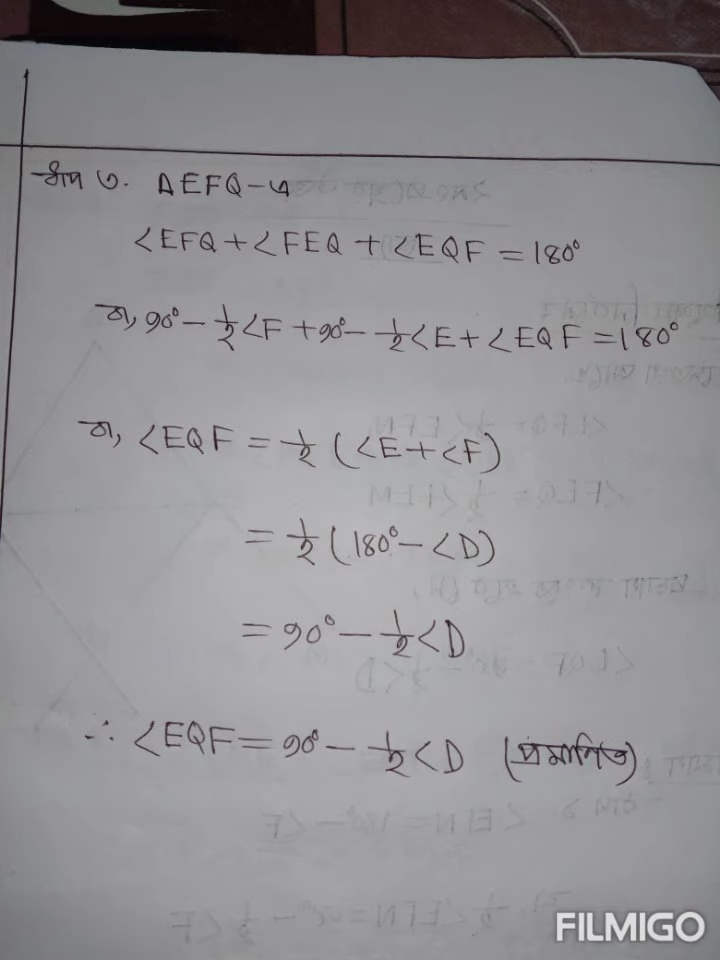 ধাপ ৩. ΔEFQ-এ
∠EFQ + ∠FEQ + ∠EQF = 180°
বা, 90° - 1/2 ∠F + 90° - 1/2 ∠E + ∠EQF = 180°
বা, ∠EQF = 1/2 (∠E + ∠F)
= 1/2 (180° - ∠D)
= 90° - 1/2 ∠D
∴ ∠EQF = 90° - 1/2 ∠D (প্রমানিত)
FILMIGO